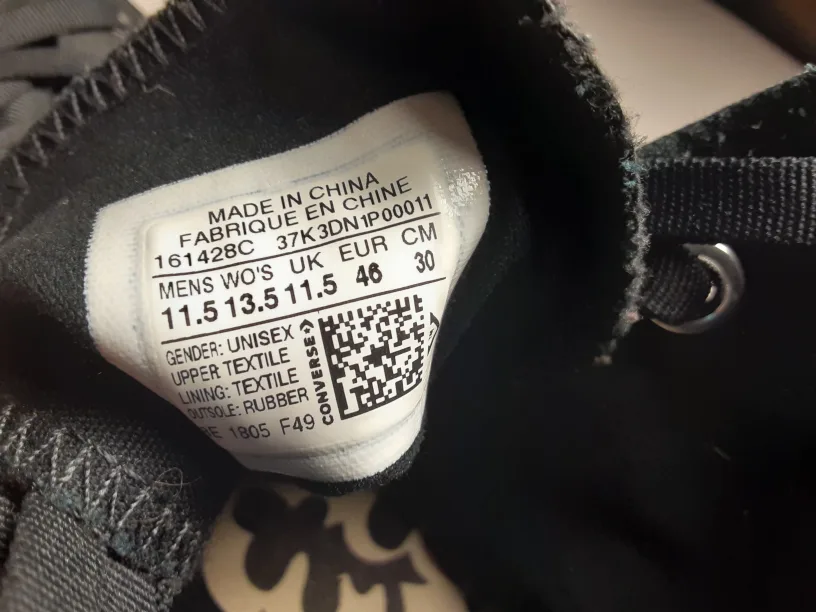 MADE IN CHINA
FABRIQUE EN CHINE
161428C 37K3DN1P00011
MENS WO'S UK EUR CM
11.5 13.5 11.5 46 30
GENDER: UNISEX
UPPER: TEXTILE
LINING: TEXTILE
OUTSOLE: RUBBER
1805 F49
CONVERSE